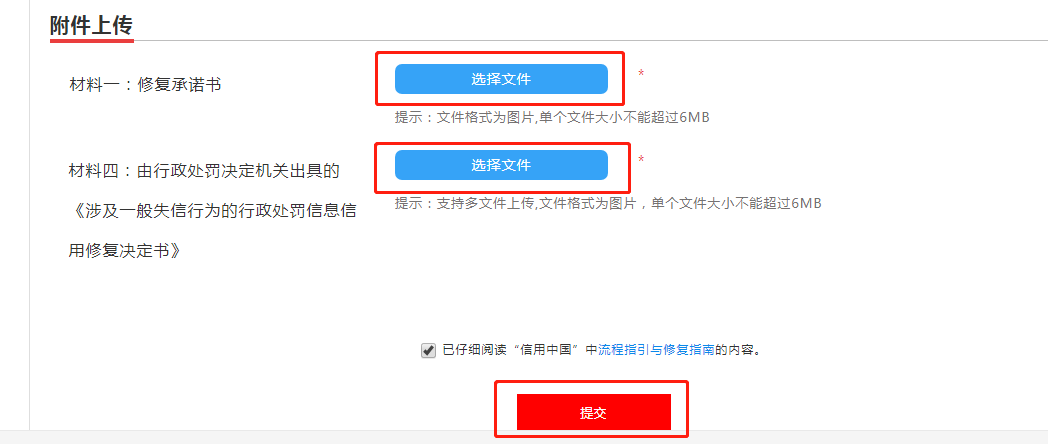 附件上传
材料一：修复承诺书
选择文件
*
提示：文件格式为图片,单个文件大小不能超过6MB
材料四：由行政处罚决定机关出具的
《涉及一般失信行为的行政处罚信息信
用修复决定书》
选择文件
*
提示：支持多文件上传,文件格式为图片，单个文件大小不能超过6MB
已仔细阅读“信用中国”中流程指引与修复指南的内容。
提交